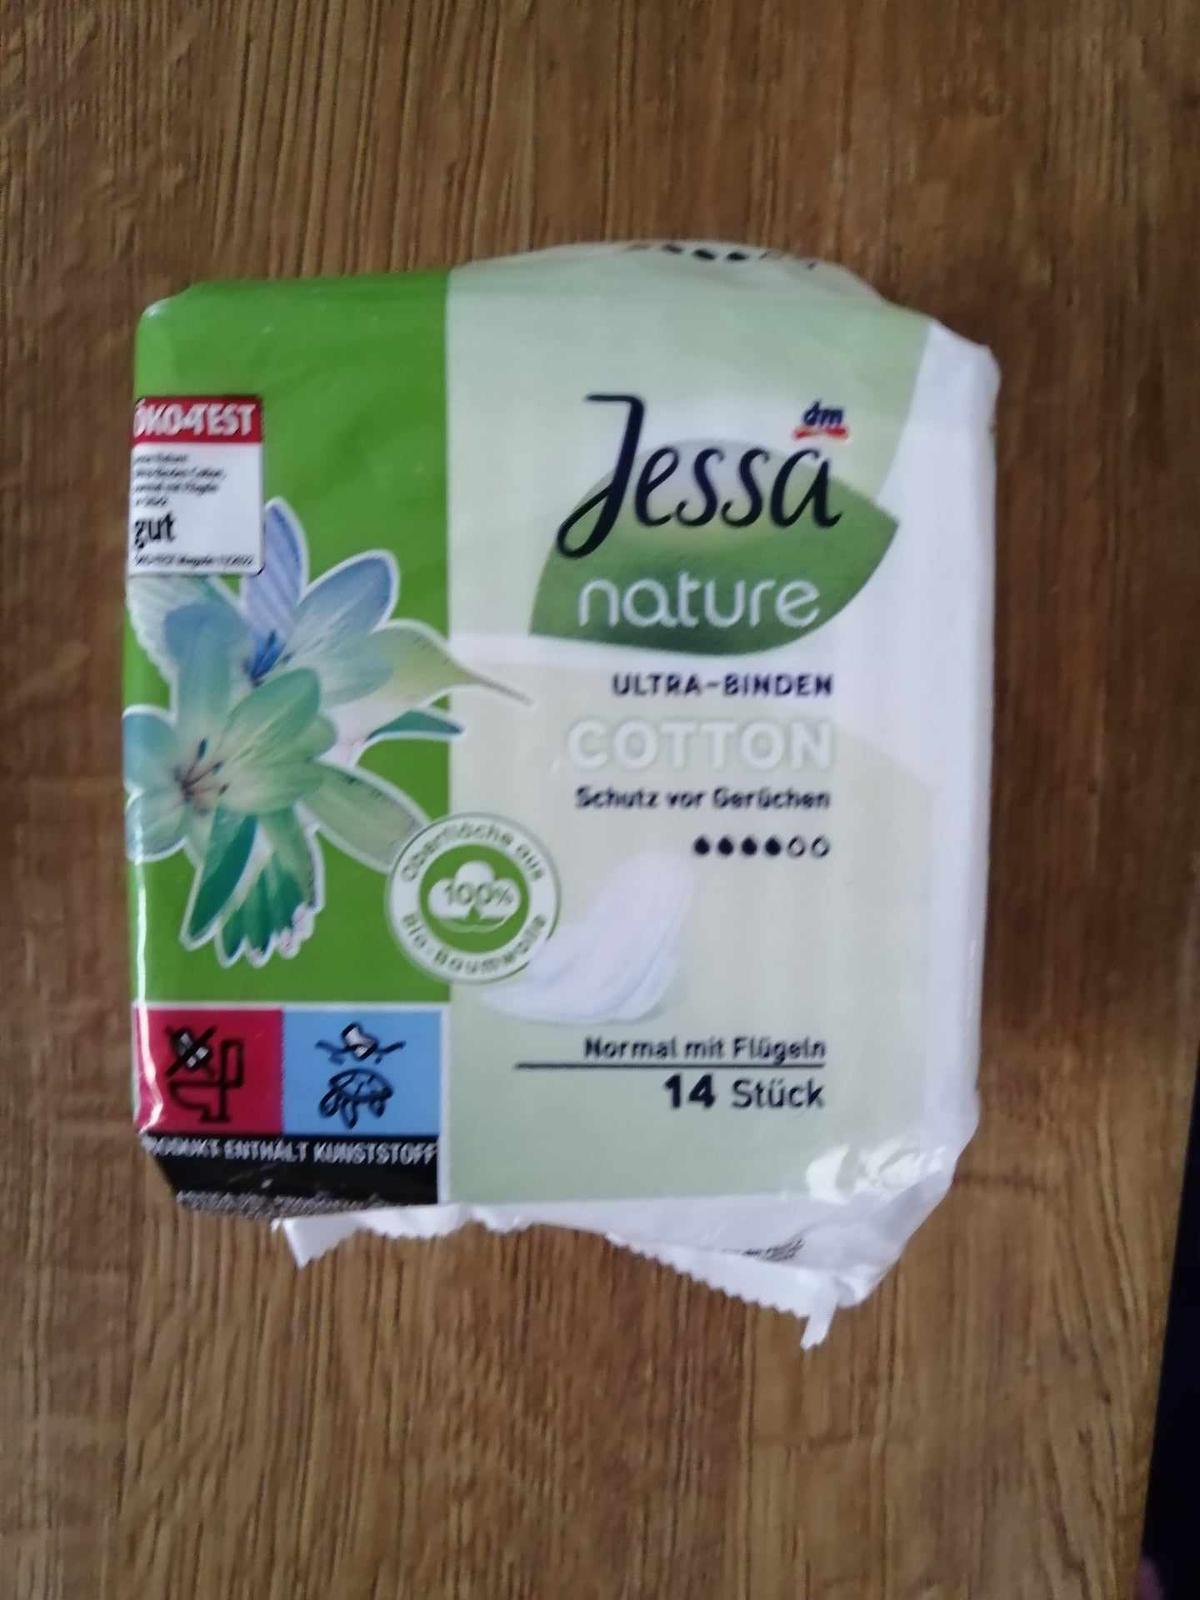 ÖKO-TEST
gut
dm
Jessa
nature
ULTRA-BINDEN
COTTON
Schutz vor Gerüchen
Oberfläche aus
100%
Bio-Baumwolle
Normal mit Flügeln
14 Stück
PRODUKT ENTHÄLT KUNSTSTOFF